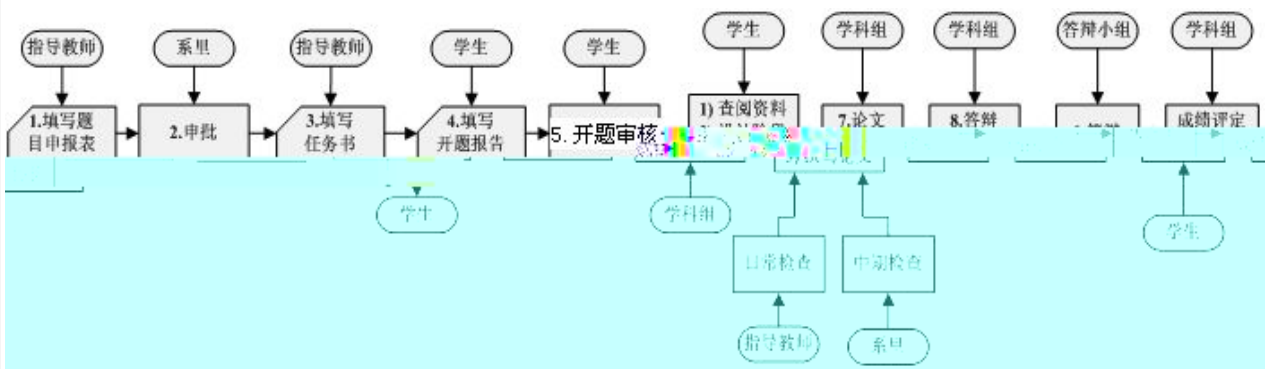 指导教师
系里
指导教师
学生
学生
学生
学科组
学科组
答辩小组
学科组
1.填写题
目申报表
2.申批
3.填写
任务书
4.填写
开题报告
5. 开题审核
1) 查阅资料
7.论文
8.答辩
成绩评定
学生
学科组
学生
日常检查
中期检查
指导教师
系里